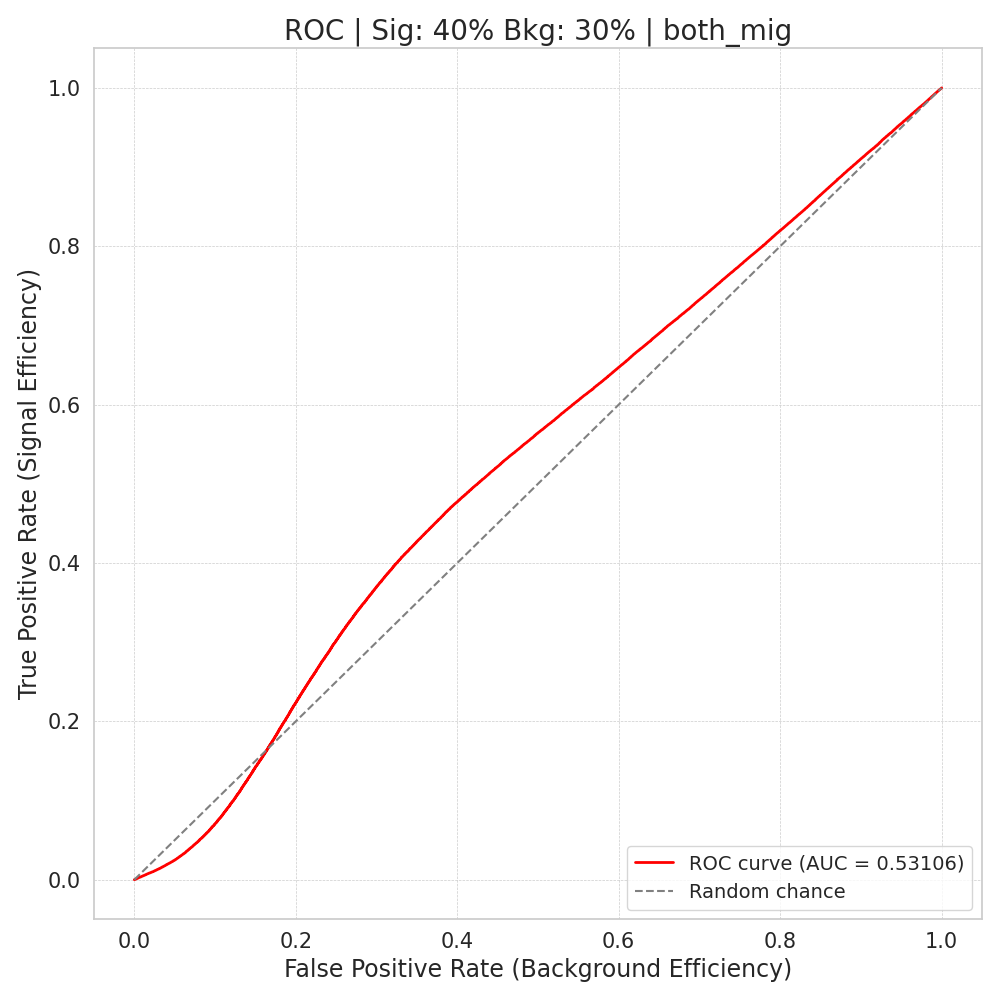 ROC | Sig: 40% Bkg: 30% | both_mig
True Positive Rate (Signal Efficiency)
1.0
0.8
0.6
0.4
0.2
0.0
ROC curve (AUC = 0.53106)
Random chance
0.0 0.2 0.4 0.6 0.8 1.0
False Positive Rate (Background Efficiency)